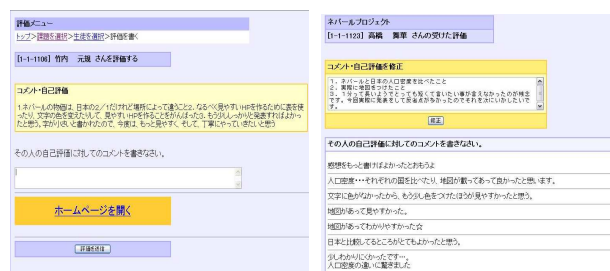 評価メニュー
トップ>課題を選択>生徒を選択>評価を書く
[1-1-1106] 竹内 元規 さんを評価する
コメント・自己評価
1.ネパールの物価は、日本の2/1だけれど場所によって違うこと2、なるべく見やすいHPを作るために表を使
ったり、文字の色を変えたりして、見やすいHPを作ることをがんばった3、もう少ししっかりと発表すればよかっ
たと思う。字が小さいと書かれたので、今度は、もっと見やすく、そして、丁寧にやっていきたいと思う
その人の自己評価に対してのコメントを書きなさい。
ホームページを開く
評価を送信
ネパールプロジェクト
[1-1-1123] 高橋 舞華 さんの受けた評価
コメント・自己評価を修正
1、ネパールと日本の人口密度を比べたこと
2、実際に地図をつけたこと
3、1分って長いようでとっても短くて言いたい事が言えなかったのが残念
です。今回実際に発表をして反省点が多かったのでそれを次にいかしたいで
す。
修正
その人の自己評価に対してのコメントを書きなさい。
感想をもっと書けばよかったとおもうよ
人口密度・・・それぞれの国を比べたり、地図が載ってあって良かったと思います。
文字に色がなかったから、もう少し色をつけたほうが見やすかったと思う。
地図があって見やすかった。
地図があってわかりやすかった☆
日本と比較してるところがとてもよかったと思う。
少しわかりにくかったです…。
人口密度の違いに驚きました